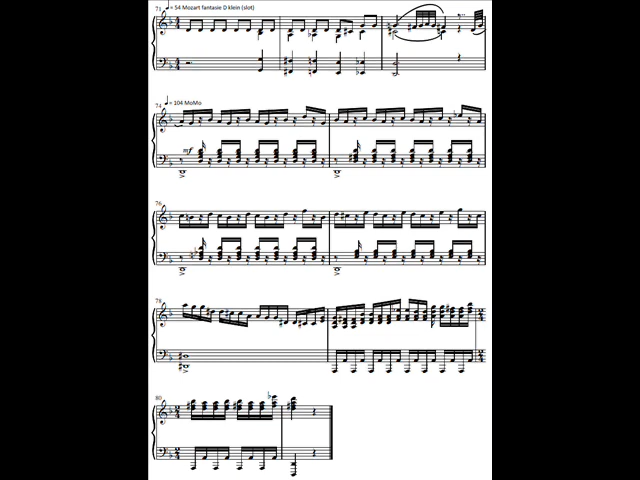 71
♩ = 54 Mozart fantasie D klein (slot)
74
♩ = 104 MoMo
mf
76
78
80